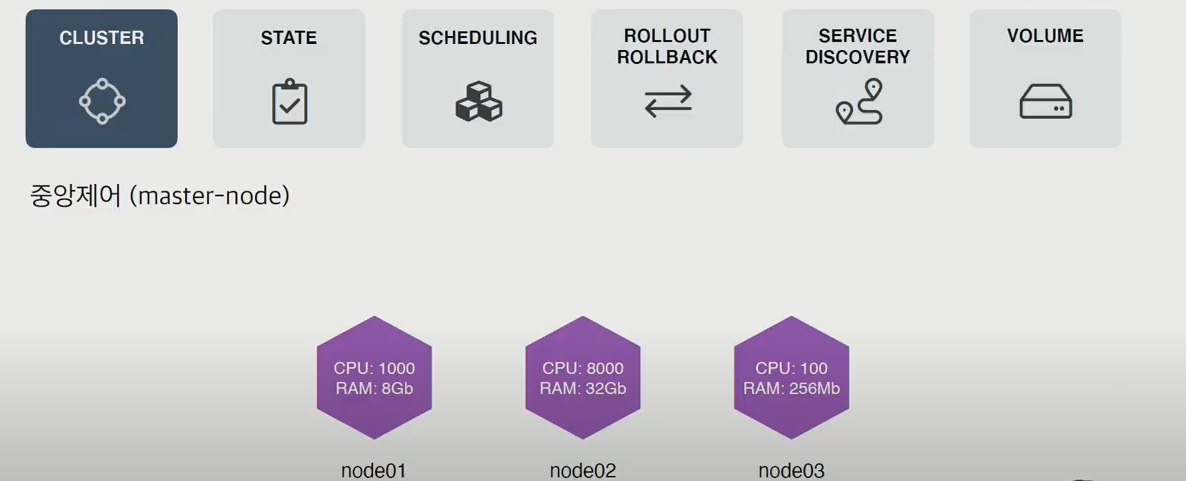 CLUSTER
STATE
SCHEDULING
ROLLOUT
ROLLBACK
SERVICE
DISCOVERY
VOLUME
중앙제어 (master-node)
CPU: 1000
RAM: 8Gb
CPU: 8000
RAM: 32Gb
CPU: 100
RAM: 256Mb
node01
node02
node03